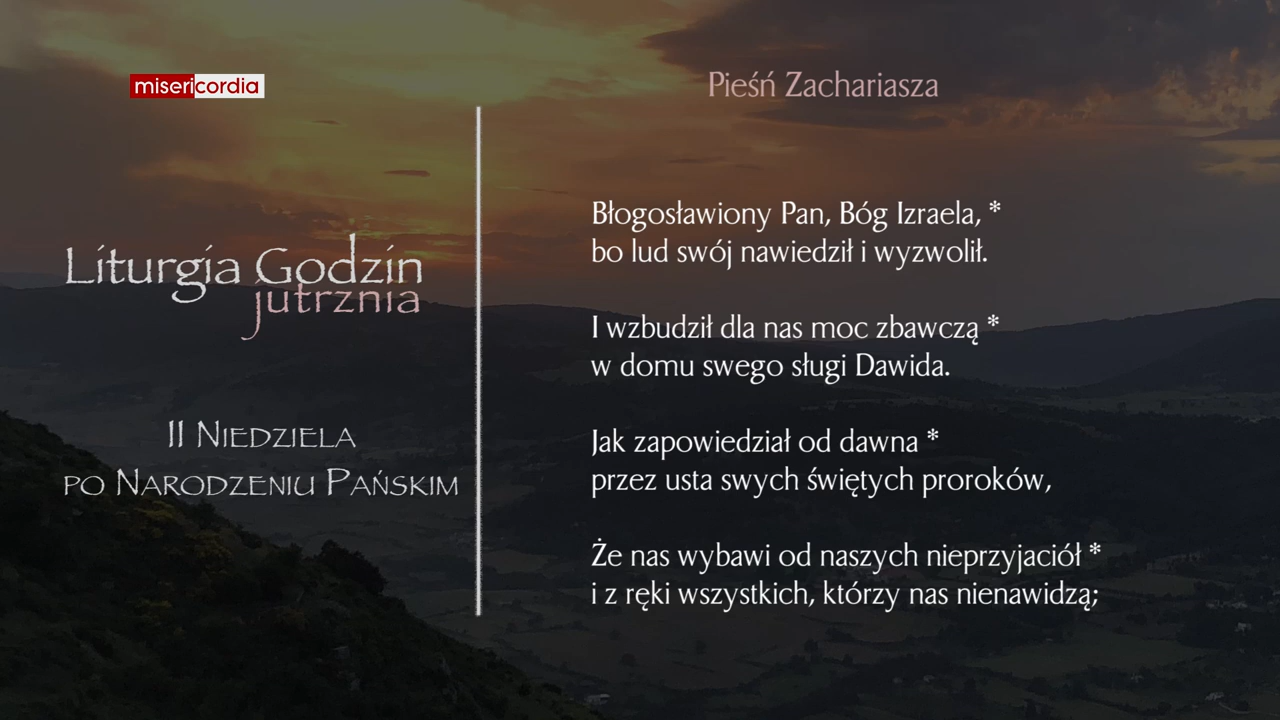 misericordia
Liturgia Godzin
jutrznia
II Niedziela
po Narodzeniu Pańskim
Pieśń Zachariasza
Błogosławiony Pan, Bóg Izraela, *
bo lud swój nawiedził i wyzwolił.
I wzbudził dla nas moc zbawczą *
w domu swego sługi Dawida.
Jak zapowiedział od dawna *
przez usta swych świętych proroków,
Że nas wybawi od naszych nieprzyjaciół *
i z ręki wszystkich, którzy nas nienawidzą;